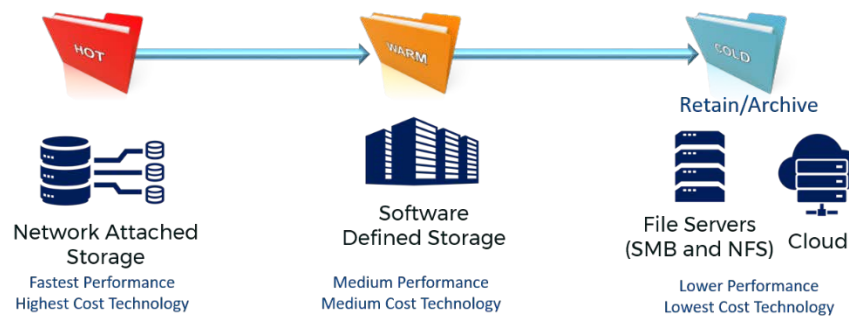 HOT
WARM
COLD
Retain/Archive
Network Attached
Storage
Fastest Performance
Highest Cost Technology
Software
Defined Storage
Medium Performance
Medium Cost Technology
File Servers
(SMB and NFS)
Cloud
Lower Performance
Lowest Cost Technology